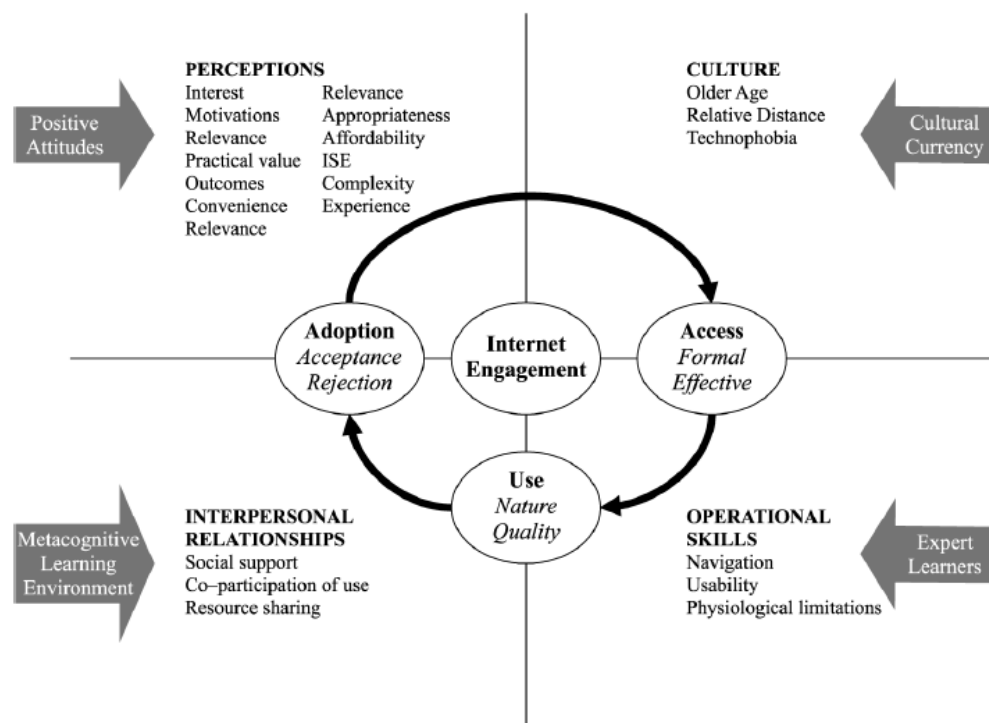 Positive
Attitudes
PERCEPTIONS
Interest
Motivations
Relevance
Practical value
Outcomes
Convenience
Relevance
Relevance
Appropriateness
Affordability
ISE
Complexity
Experience
CULTURE
Older Age
Relative Distance
Technophobia
Cultural
Currency
Adoption
Acceptance
Rejection
Internet
Engagement
Access
Formal
Effective
Use
Nature
Quality
Metacognitive
Learning
Environment
INTERPERSONAL
RELATIONSHIPS
Social support
Co–participation of use
Resource sharing
OPERATIONAL
SKILLS
Navigation
Usability
Physiological limitations
Expert
Learners